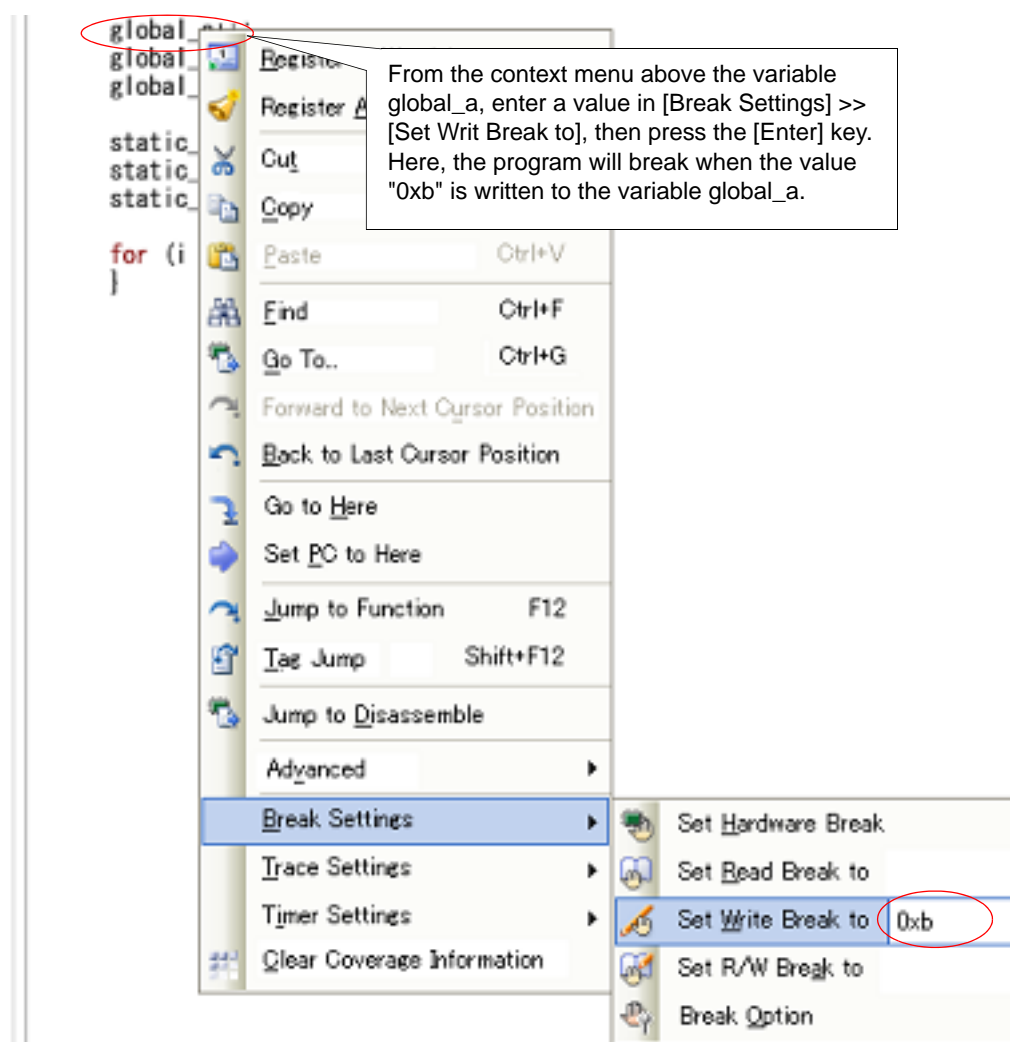 global_
global_
global_
static_
static_
static_
for (i
}
From the context menu above the variable
global_a, enter a value in [Break Settings] >>
[Set Writ Break to], then press the [Enter] key.
Here, the program will break when the value
"0xb" is written to the variable global_a.
Register
Register A
Cut
Copy
Paste Ctrl+V
Find Ctrl+F
Go To.. Ctrl+G
Forward to Next Cursor Position
Back to Last Cursor Position
Go to Here
Set PC to Here
Jump to Function F12
Tag Jump Shift+F12
Jump to Disassemble
Advanced
Break Settings
Trace Settings
Timer Settings
Clear Coverage Information
Set Hardware Break
Set Read Break to
Set Write Break to 0xb
Set R/W Break to
Break Option